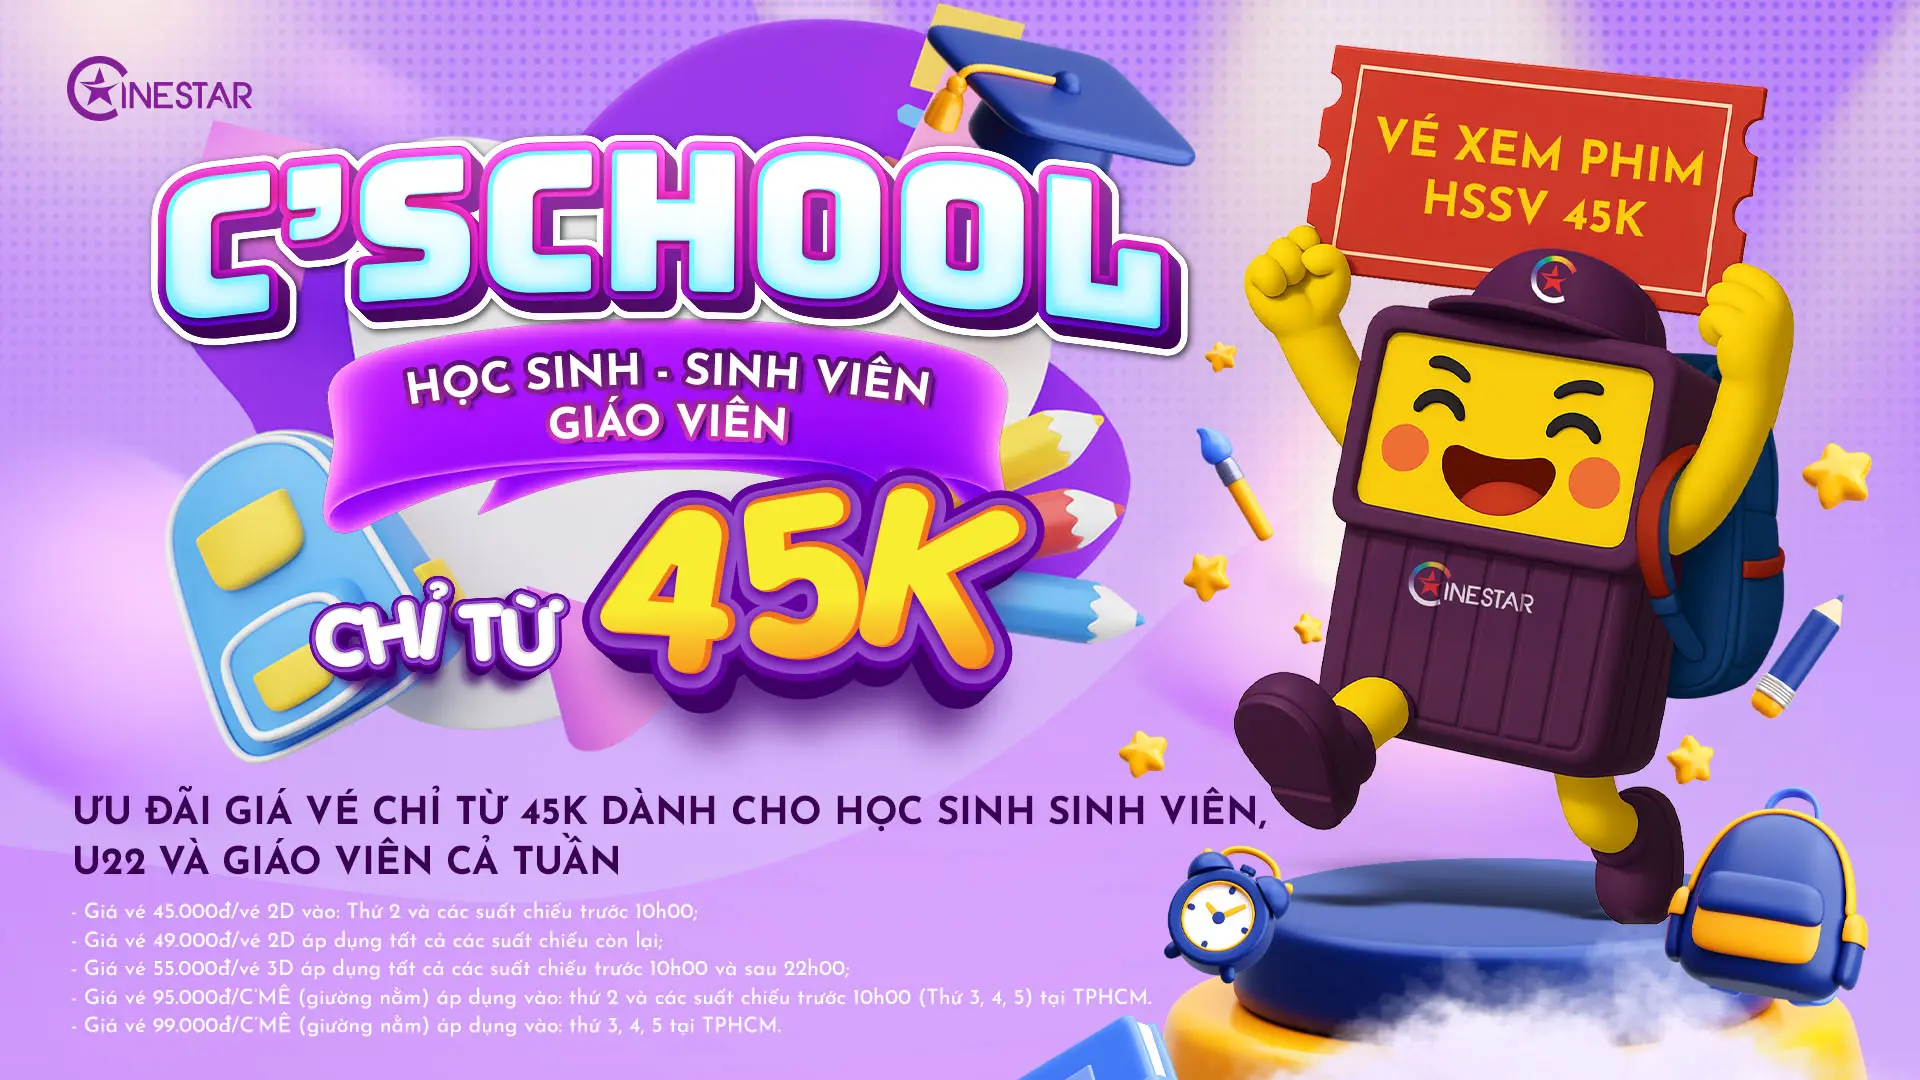 CINESTAR
C'SCHOOL
HỌC SINH - SINH VIÊN
GIÁO VIÊN
CHỈ TỪ 45K
VÉ XEM PHIM
HSSV 45K
CINESTAR
ƯU ĐÃI GIÁ VÉ CHỈ TỪ 45K DÀNH CHO HỌC SINH SINH VIÊN,
U22 VÀ GIÁO VIÊN CẢ TUẦN
- Giá vé 45.000đ/vé 2D vào: Thứ 2 và các suất chiếu trước 10h00;
- Giá vé 49.000đ/vé 2D áp dụng tất cả các suất chiếu còn lại;
- Giá vé 55.000đ/vé 3D áp dụng tất cả các suất chiếu trước 10h00 và sau 22h00;
- Giá vé 95.000đ/C'MÊ (giường nằm) áp dụng vào: thứ 2 và các suất chiếu trước 10h00 (Thứ 3, 4, 5) tại TPHCM.
- Giá vé 99.000đ/C'MÊ (giường nằm) áp dụng vào: thứ 3, 4, 5 tại TPHCM.